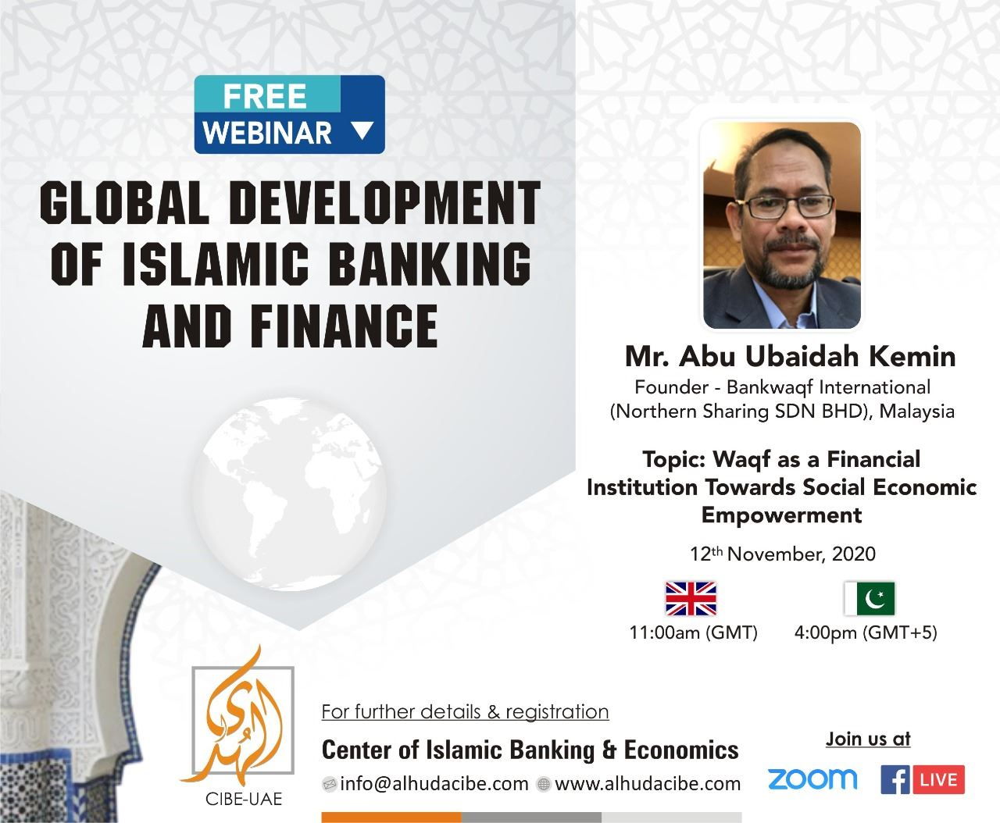 FREE
WEBINAR
GLOBAL DEVELOPMENT
OF ISLAMIC BANKING
AND FINANCE
Mr. Abu Ubaidah Kemin
Founder - Bankwaqf International
(Northern Sharing SDN BHD), Malaysia
Topic: Waqf as a Financial
Institution Towards Social Economic
Empowerment
12th November, 2020
11:00am (GMT)
4:00pm (GMT+5)
الهدى
CIBE-UAE
For further details & registration
Center of Islamic Banking & Economics
info@alhudacibe.com www.alhudacibe.com
Join us at
zoom
f LIVE